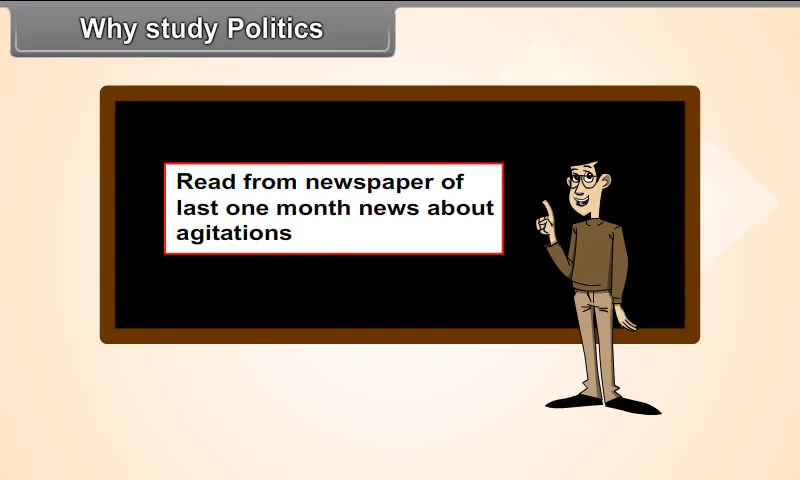 Why study Politics
Read from newspaper of
last one month news about
agitations